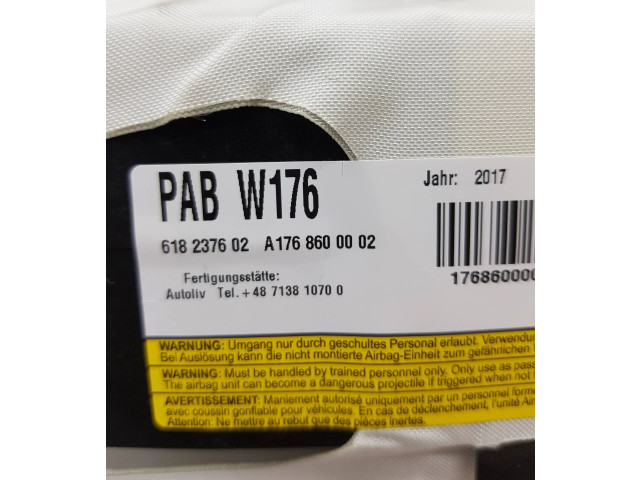 PAB W176
Jahr: 2017
618 2376 02 A176 860 00 02
Fertigungsstätte:
Autoliv Tel.+48 7138 1070 0
WARNUNG: Umgang nur durch geschultes Personal erlaubt.
Bei Auslösung kann die nicht montierte Airbag-Einheit zum gefährlichen
WARNING: Must be handled by trained personnel only. Only use as
The airbag unit can become a dangerous projectile if triggered when not
AVERTISSEMENT: Maniement autorisé uniquement par un personnel
avec coussin gonflable pour véhicules. En cas de déclenchement, l'unité
Attention: Ne mettre au rebut que des pièces inertes.